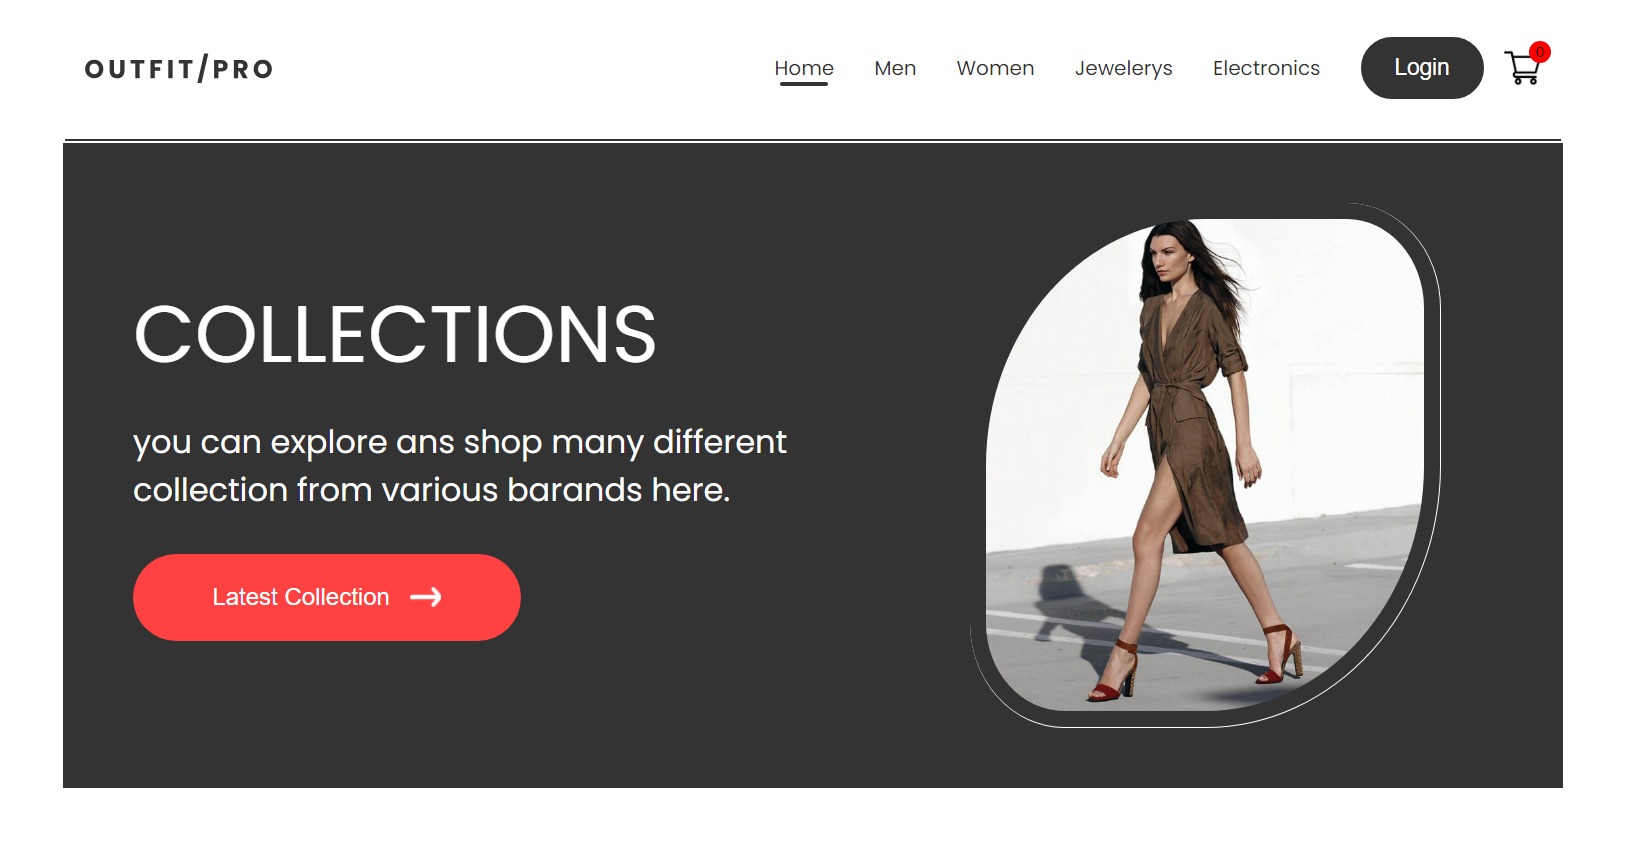 OUTFIT/PRO
Home Men Women Jewelerys Electronics Login 0
COLLECTIONS
you can explore ans shop many different
collection from various barands here.
Latest Collection